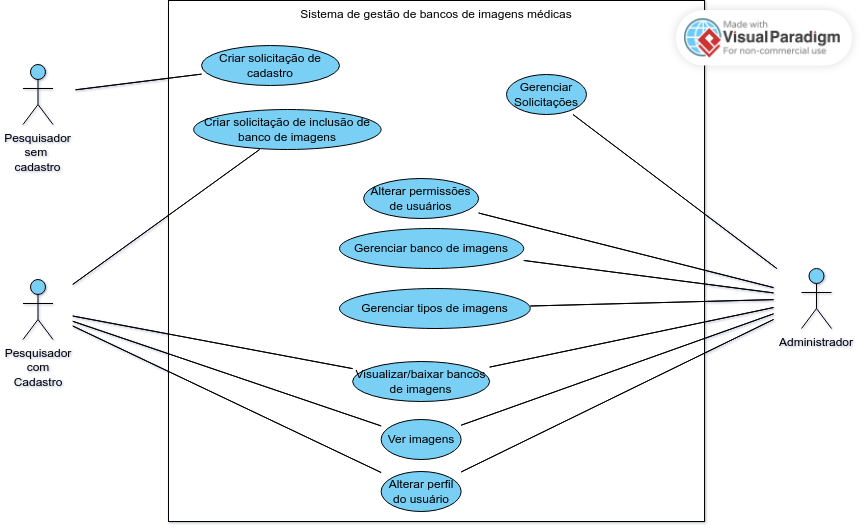 Sistema de gestão de bancos de imagens médicas
Made with
VisualParadigm
For non-commercial use
Criar solicitação de
cadastro
Gerenciar
Solicitações
Criar solicitação de inclusão de
banco de imagens
Pesquisador
sem
cadastro
Alterar permissões
de usuários
Gerenciar banco de imagens
Gerenciar tipos de imagens
Administrador
Pesquisador
com
Cadastro
Visualizar/baixar bancos
de imagens
Ver imagens
Alterar perfil
do usuário